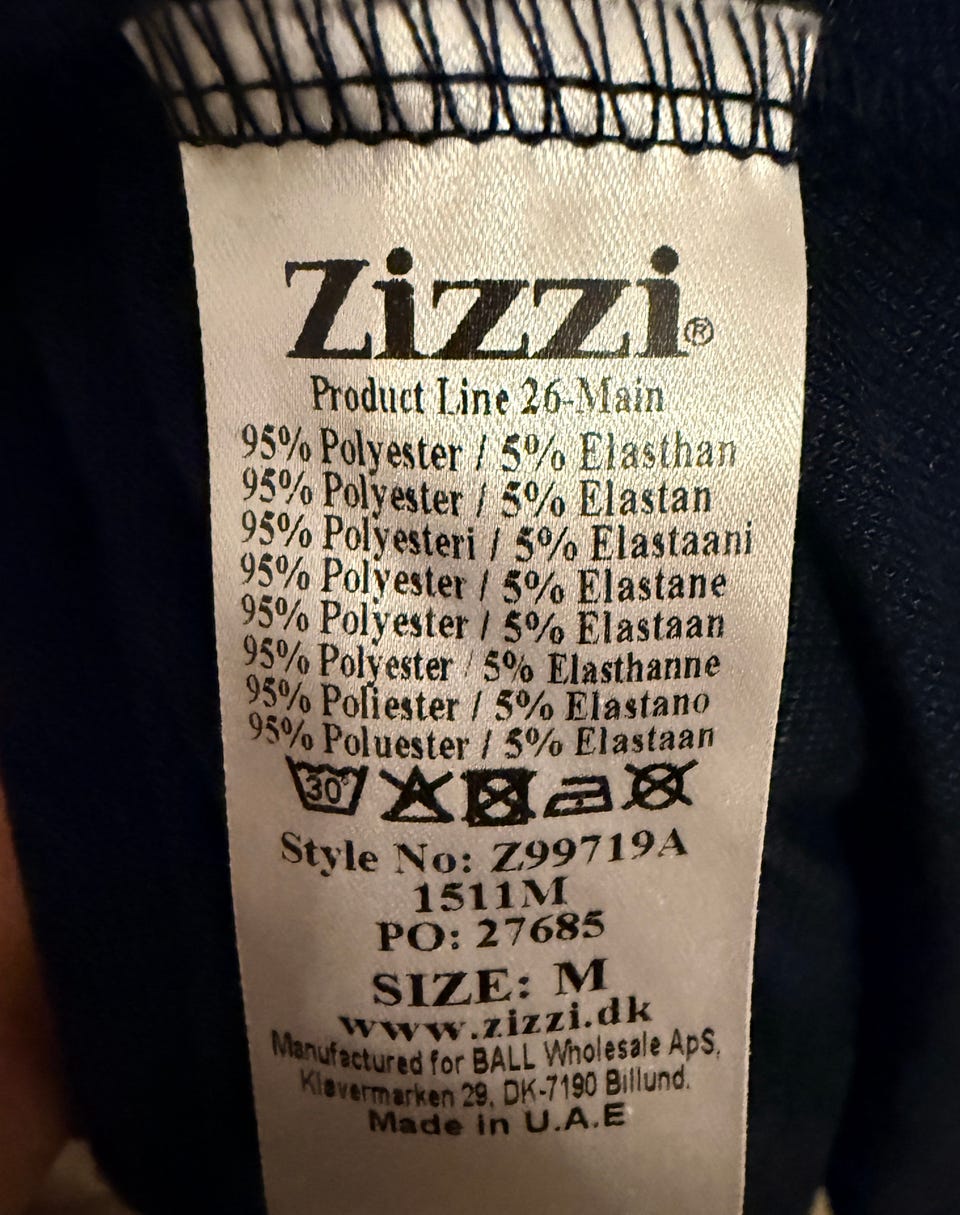 Zizzi®
Product Line 26-Main
95% Polyester / 5% Elasthan
95% Polyester / 5% Elastan
95% Polyesteri / 5% Elastaani
95% Polyester / 5% Elastane
95% Polyester / 5% Elastaan
95% Polyester / 5% Elasthanne
95% Poliester / 5% Elastano
95% Poluester / 5% Elastaan
30°
Style No: Z99719A
1511M
PO: 27685
SIZE: M
www.zizzi.dk
Manufactured for BALL Wholesale ApS,
Kløvermarken 29, DK-7190 Billund.
Made in U.A.E